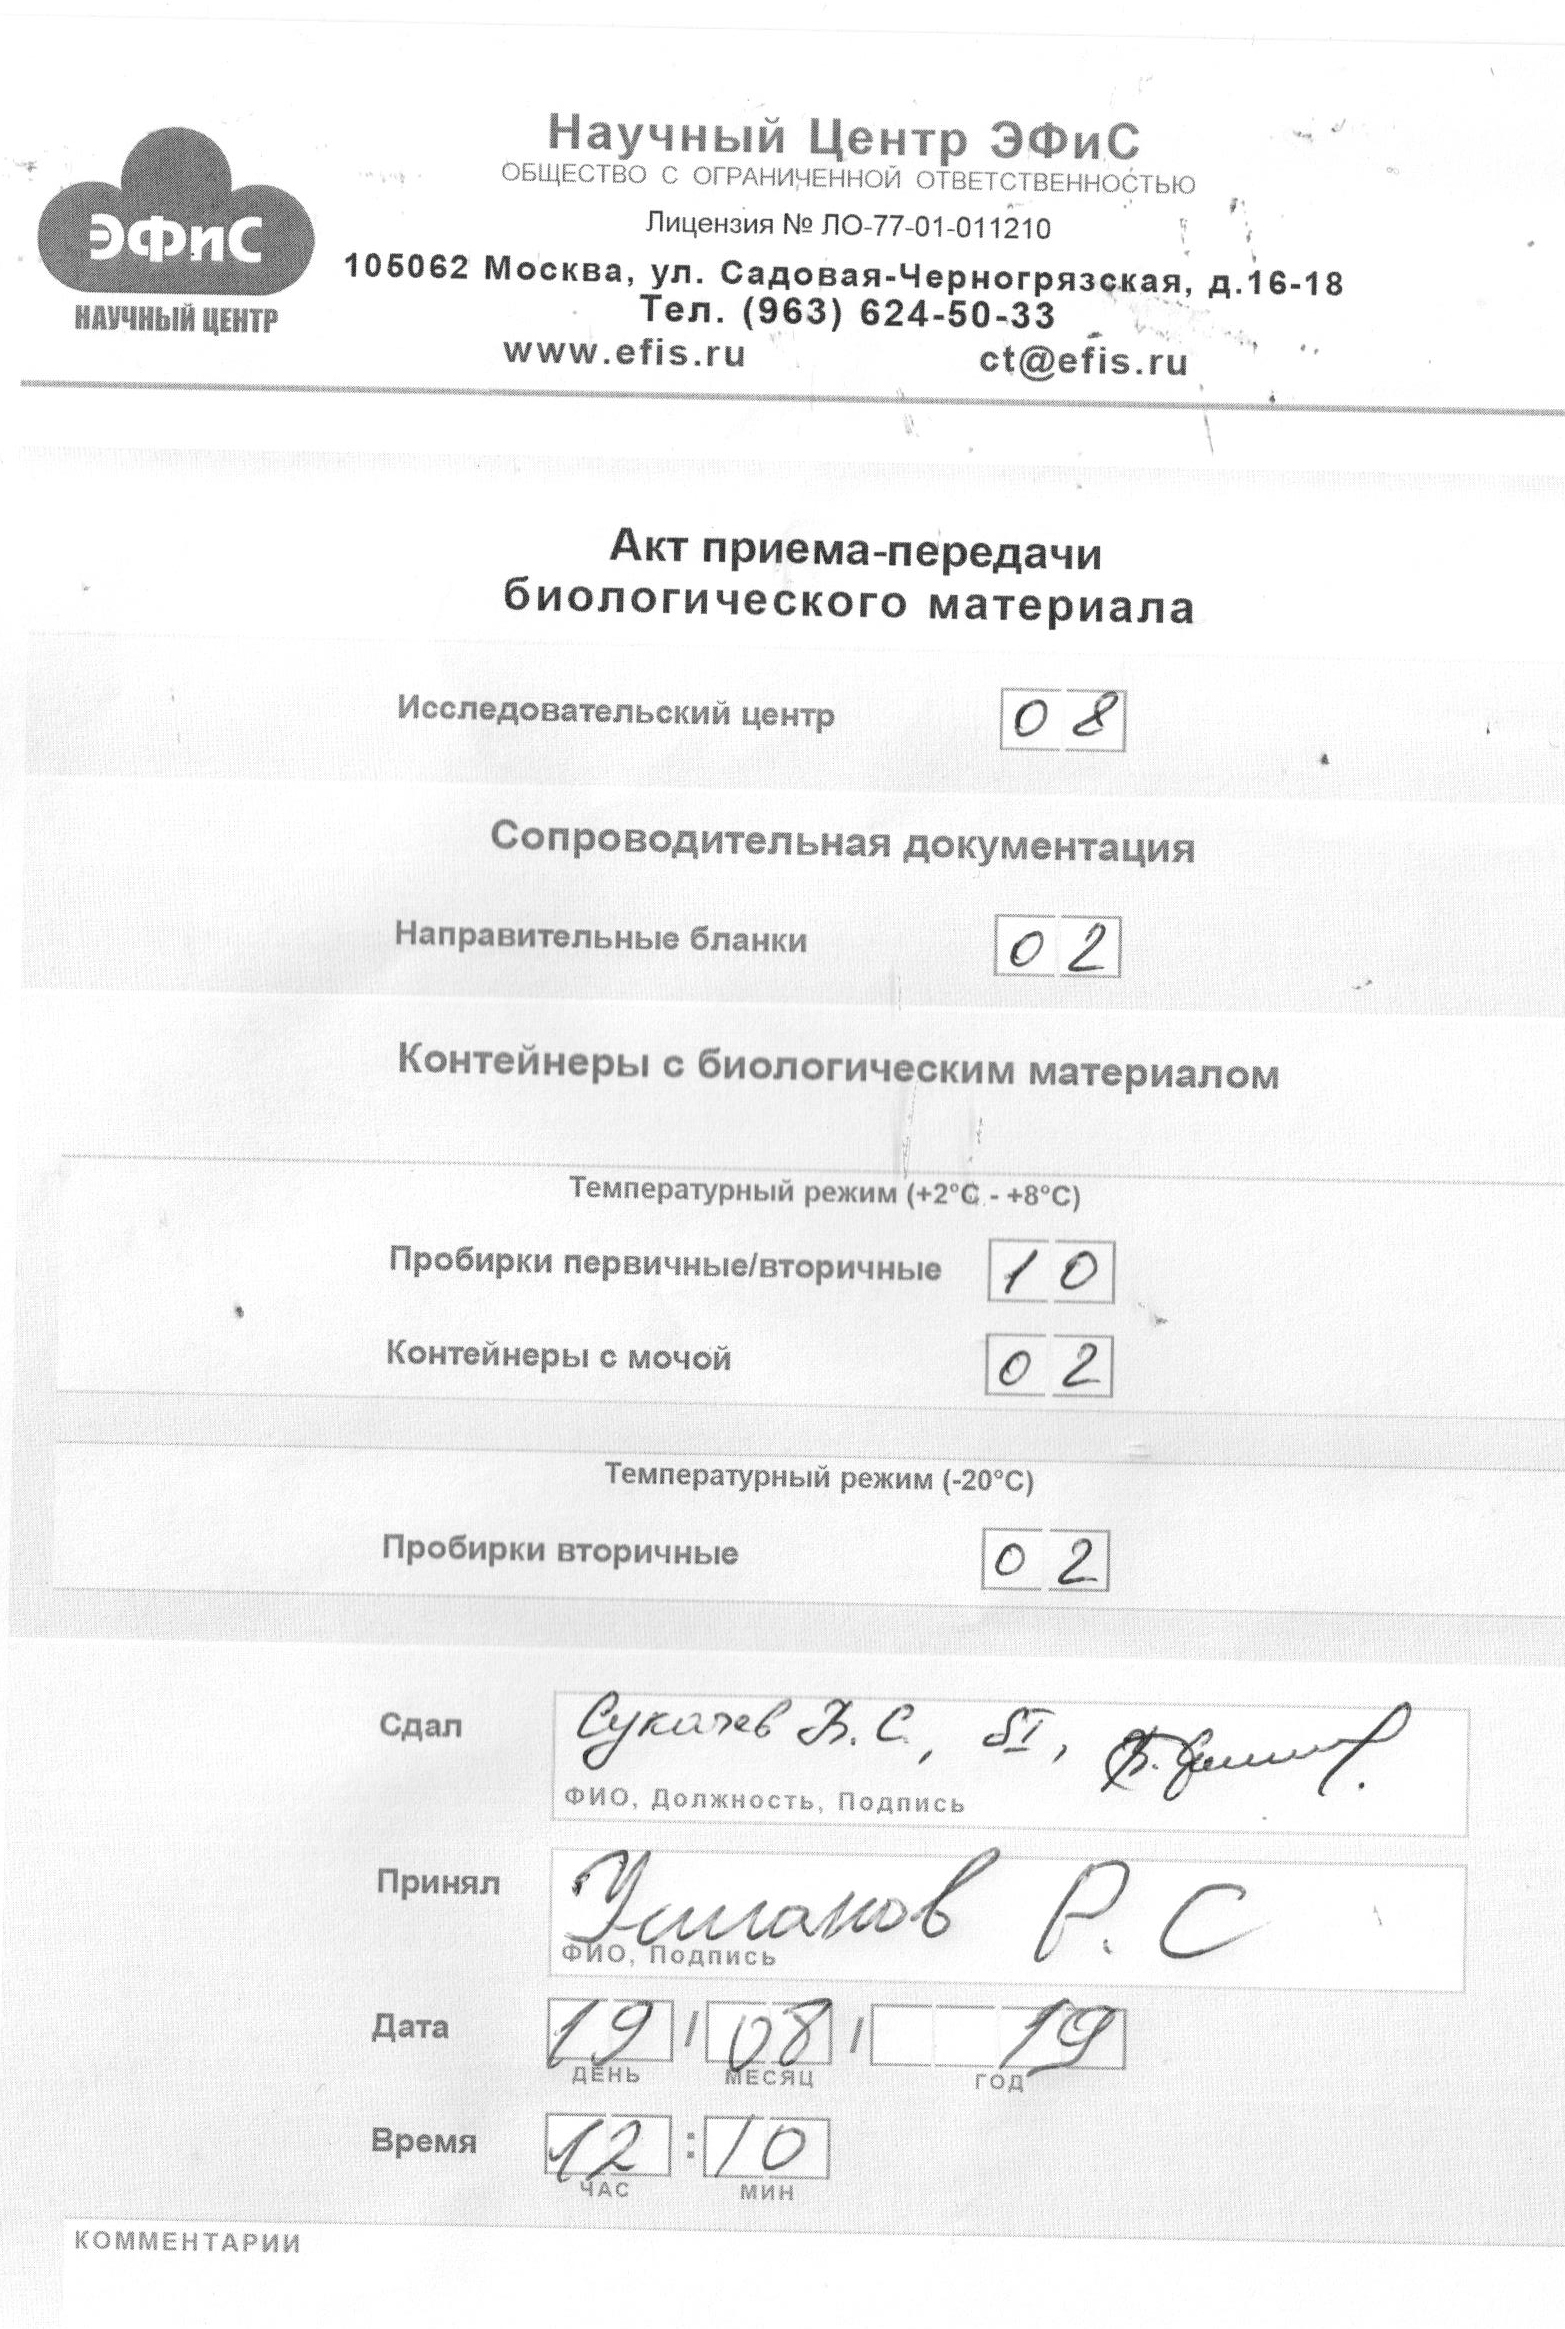 ЭФиС
НАУЧНЫЙ ЦЕНТР
Научный Центр ЭФиС
ОБЩЕСТВО С ОГРАНИЧЕННОЙ ОТВЕТСТВЕННОСТЬЮ
Лицензия № ЛО-77-01-011210
105062 Москва, ул. Садовая-Черногрязская, д.16-18
Тел. (963) 624-50-33
www.efis.ru ct@efis.ru
Акт приема-передачи
биологического материала
Исследовательский центр 08
Сопроводительная документация
Направительные бланки 02
Контейнеры с биологическим материалом
Температурный режим (+2°C - +8°C)
Пробирки первичные/вторичные 10
Контейнеры с мочой 02
Температурный режим (-20°C)
Пробирки вторичные 02
Сдал Сукачев В. С.,
ФИО, Должность, Подпись
Принял Усманов Р. С
ФИО, Подпись
Дата 19 / 08 / 19
ДЕНЬ МЕСЯЦ ГОД
Время 12 : 10
ЧАС МИН
КОММЕНТАРИИ